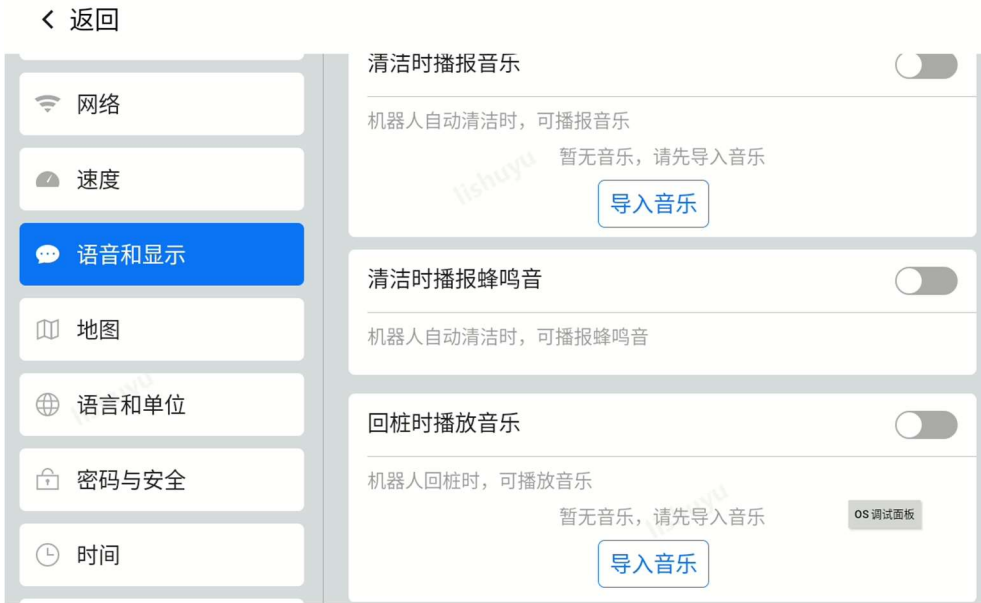 返回
网络
速度
语音和显示
地图
语言和单位
密码与安全
时间
清洁时播报音乐
机器人自动清洁时，可播报音乐
暂无音乐，请先导入音乐
导入音乐
清洁时播报蜂鸣音
机器人自动清洁时，可播报蜂鸣音
回桩时播放音乐
机器人回桩时，可播放音乐
暂无音乐，请先导入音乐
OS 调试面板
导入音乐
lishuyu
lishuyu
lishuyu